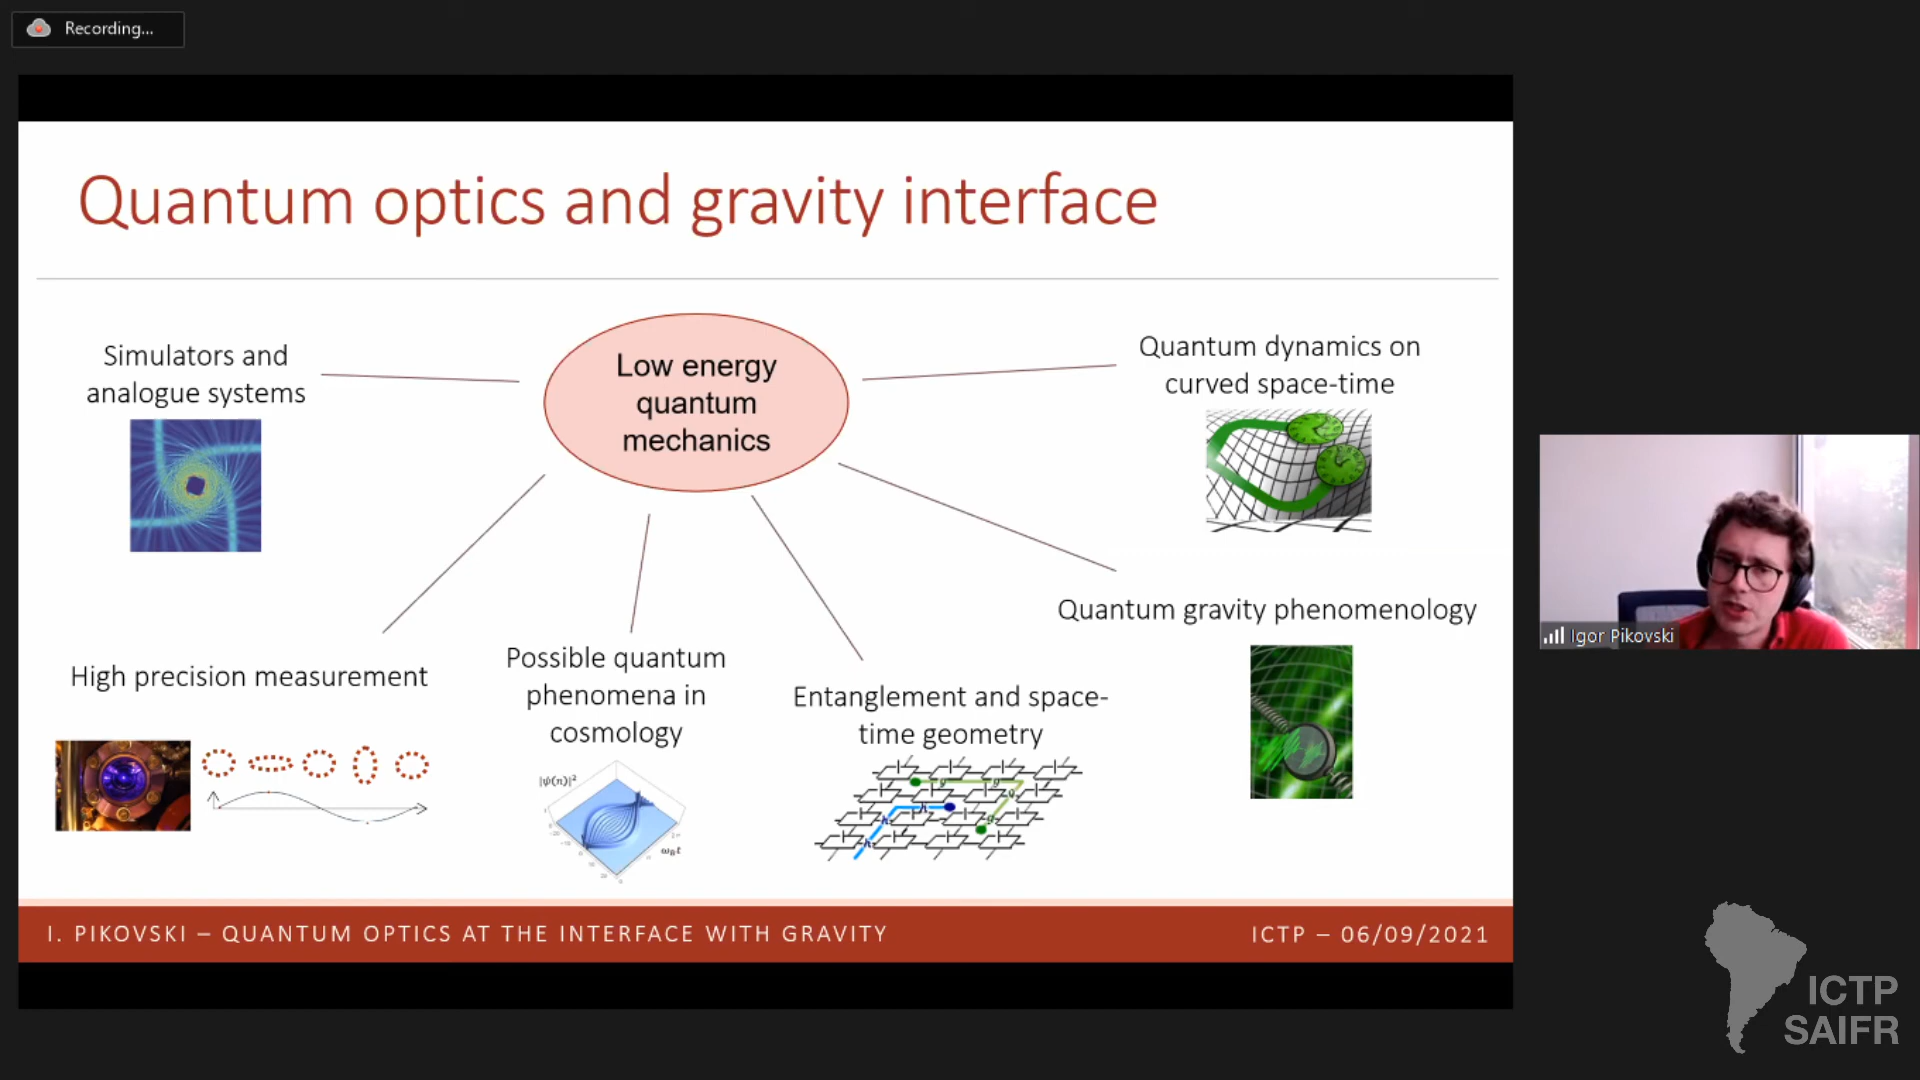 Recording...
Quantum optics and gravity interface
Simulators and
analogue systems
Low energy
quantum
mechanics
Quantum dynamics on
curved space-time
Quantum gravity phenomenology
High precision measurement
Possible quantum
phenomena in
cosmology
Entanglement and space-
time geometry
|ψ(n)|²
I. PIKOVSKI – QUANTUM OPTICS AT THE INTERFACE WITH GRAVITY
ICTP – 06/09/2021
Igor Pikovski
ICTP
SAIFR